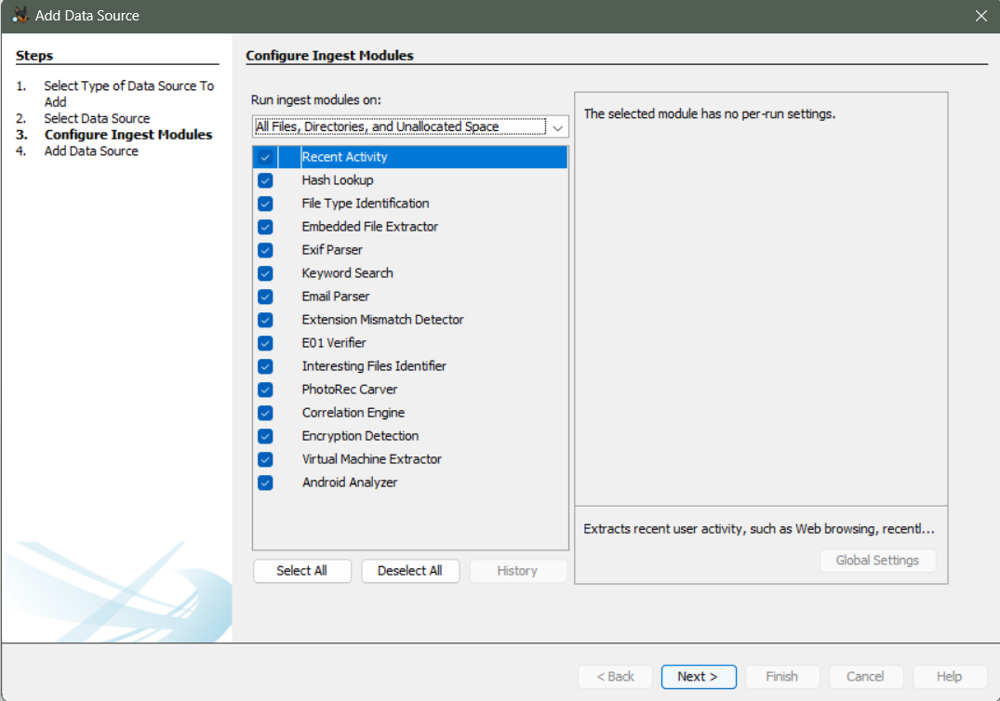 Add Data Source
Steps
1. Select Type of Data Source To
Add
2. Select Data Source
3. Configure Ingest Modules
4. Add Data Source
Configure Ingest Modules
Run ingest modules on:
All Files, Directories, and Unallocated Space
Recent Activity
Hash Lookup
File Type Identification
Embedded File Extractor
Exif Parser
Keyword Search
Email Parser
Extension Mismatch Detector
E01 Verifier
Interesting Files Identifier
PhotoRec Carver
Correlation Engine
Encryption Detection
Virtual Machine Extractor
Android Analyzer
Select All
Deselect All
History
The selected module has no per-run settings.
Extracts recent user activity, such as Web browsing, recentl...
Global Settings
< Back
Next >
Finish
Cancel
Help